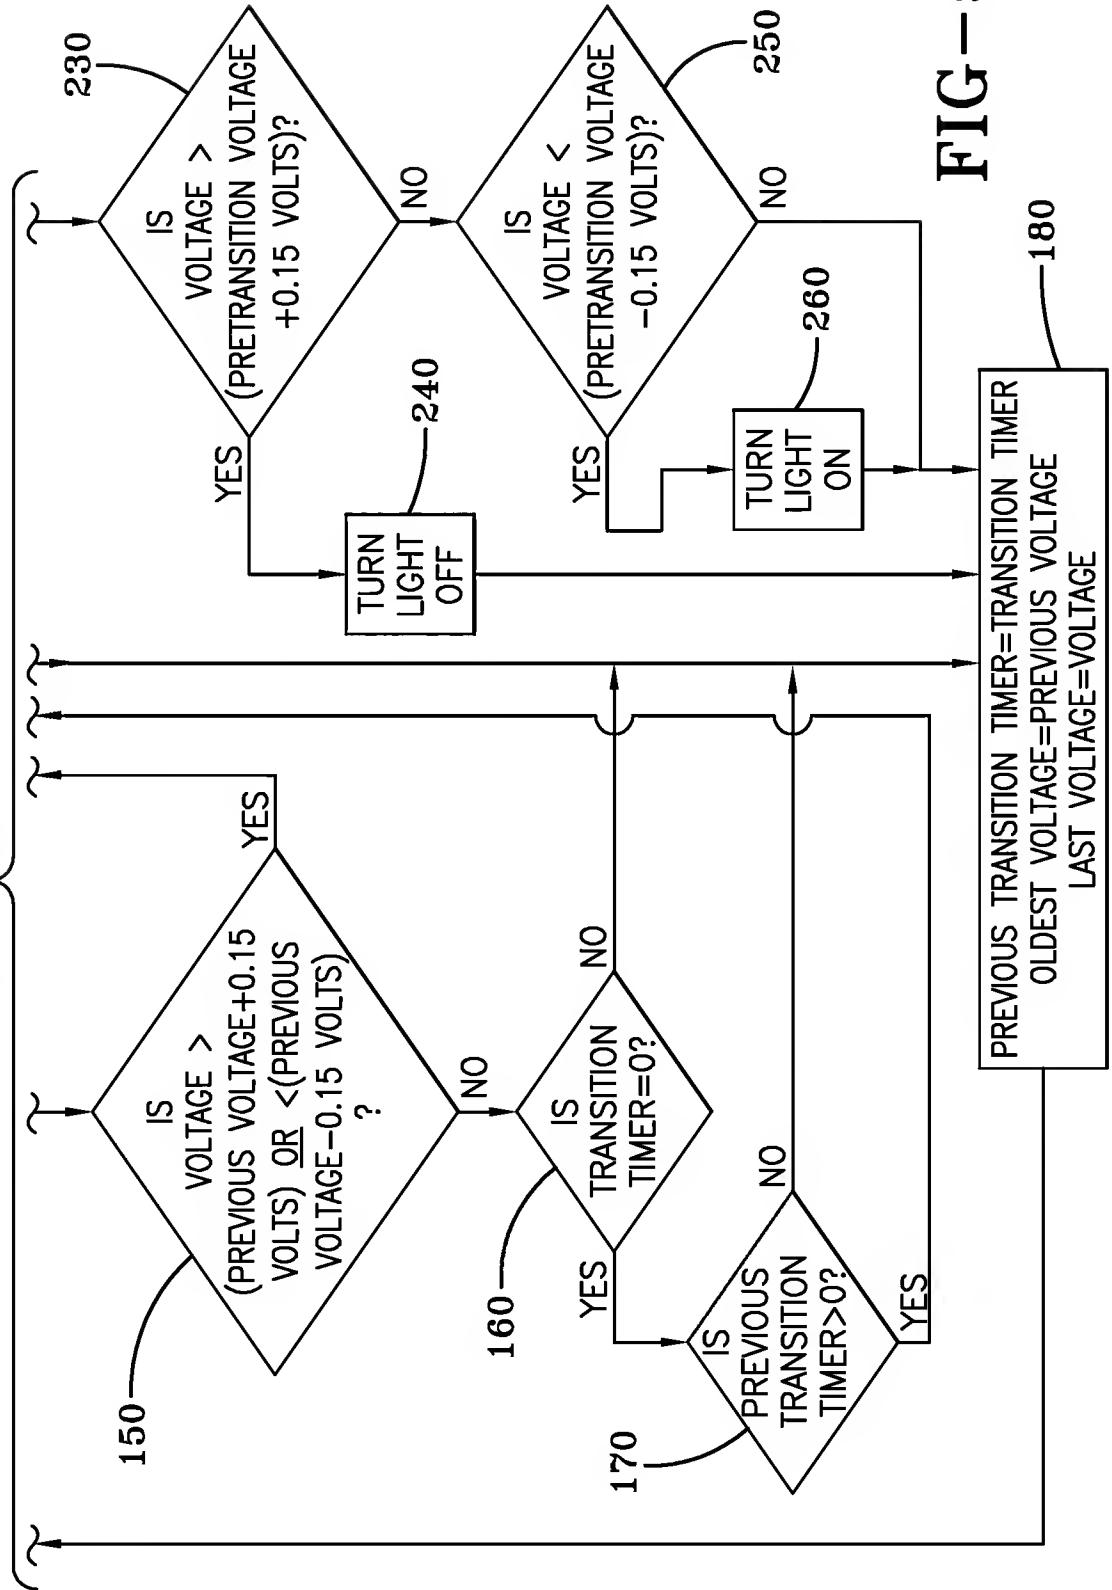 150
IS
VOLTAGE >
(PREVIOUS VOLTAGE+0.15
VOLTS) OR <(PREVIOUS
VOLTAGE-0.15 VOLTS)
?
YES
NO
160
IS
TRANSITION
TIMER=0?
NO
YES
170
IS
PREVIOUS
TRANSITION
TIMER>0?
NO
YES
230
IS
VOLTAGE >
(PRETRANSITION VOLTAGE
+0.15 VOLTS)?
YES
NO
240
TURN
LIGHT
OFF
250
IS
VOLTAGE <
(PRETRANSITION VOLTAGE
-0.15 VOLTS)?
YES
NO
260
TURN
LIGHT
ON
180
PREVIOUS TRANSITION TIMER=TRANSITION TIMER
OLDEST VOLTAGE=PREVIOUS VOLTAGE
LAST VOLTAGE=VOLTAGE
FIG-